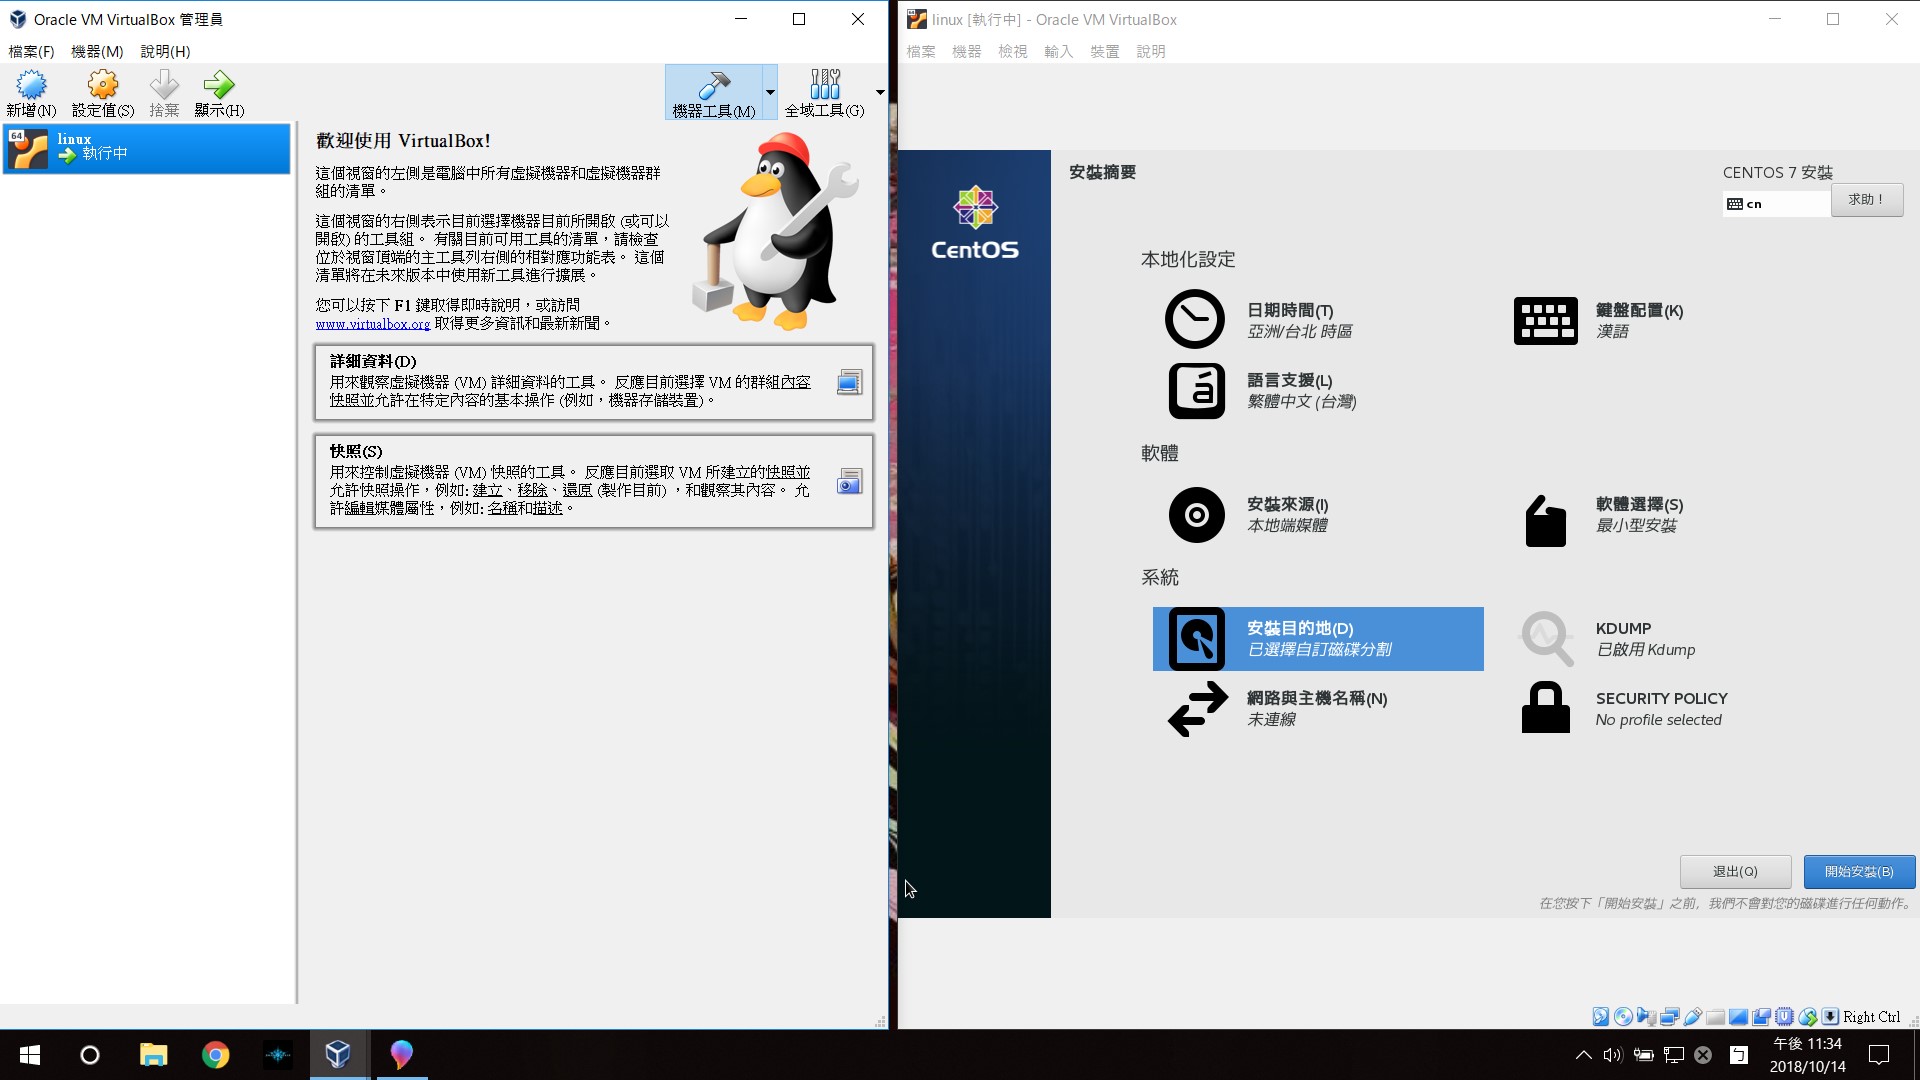 Oracle VM VirtualBox 管理員
檔案(F) 機器(M) 說明(H)
新增(N) 設定值(S) 捨棄 顯示(H)
機器工具(M) 全域工具(G)
64
linux
執行中
歡迎使用 VirtualBox!
這個視窗的左側是電腦中所有虛擬機器和虛擬機器群
組的清單。
這個視窗的右側表示目前選擇機器目前所開啟 (或可以
開啟) 的工具組。 有關目前可用工具的清單，請檢查
位於視窗頂端的主工具列右側的相對應功能表。 這個
清單將在未來版本中使用新工具進行擴展。
您可以按下 F1 鍵取得即時說明，或訪問
www.virtualbox.org 取得更多資訊和最新新聞。
詳細資料(D)
用來觀察虛擬機器 (VM) 詳細資料的工具。 反應目前選擇 VM 的群組內容
快照並允許在特定內容的基本操作 (例如，機器存儲裝置)。
快照(S)
用來控制虛擬機器 (VM) 快照的工具。 反應目前選取 VM 所建立的快照並
允許快照操作，例如: 建立、移除、還原 (製作目前) ，和觀察其內容。 允
許編輯媒體屬性，例如: 名稱和描述。
linux [執行中] - Oracle VM VirtualBox
檔案 機器 檢視 輸入 裝置 說明
CentOS
安裝摘要
CENTOS 7 安裝
cn
求助！
本地化設定
日期時間(T)
亞洲/台北 時區
鍵盤配置(K)
漢語
語言支援(L)
繁體中文 (台灣)
軟體
安裝來源(I)
本地端媒體
軟體選擇(S)
最小型安裝
系統
安裝目的地(D)
已選擇自訂磁碟分割
KDUMP
已啟用 Kdump
網路與主機名稱(N)
未連線
SECURITY POLICY
No profile selected
退出(Q) 開始安裝(B)
在您按下「開始安裝」之前，我們不會對您的磁碟進行任何動作。
Right Ctrl
ㄅ
午後 11:34
2018/10/14